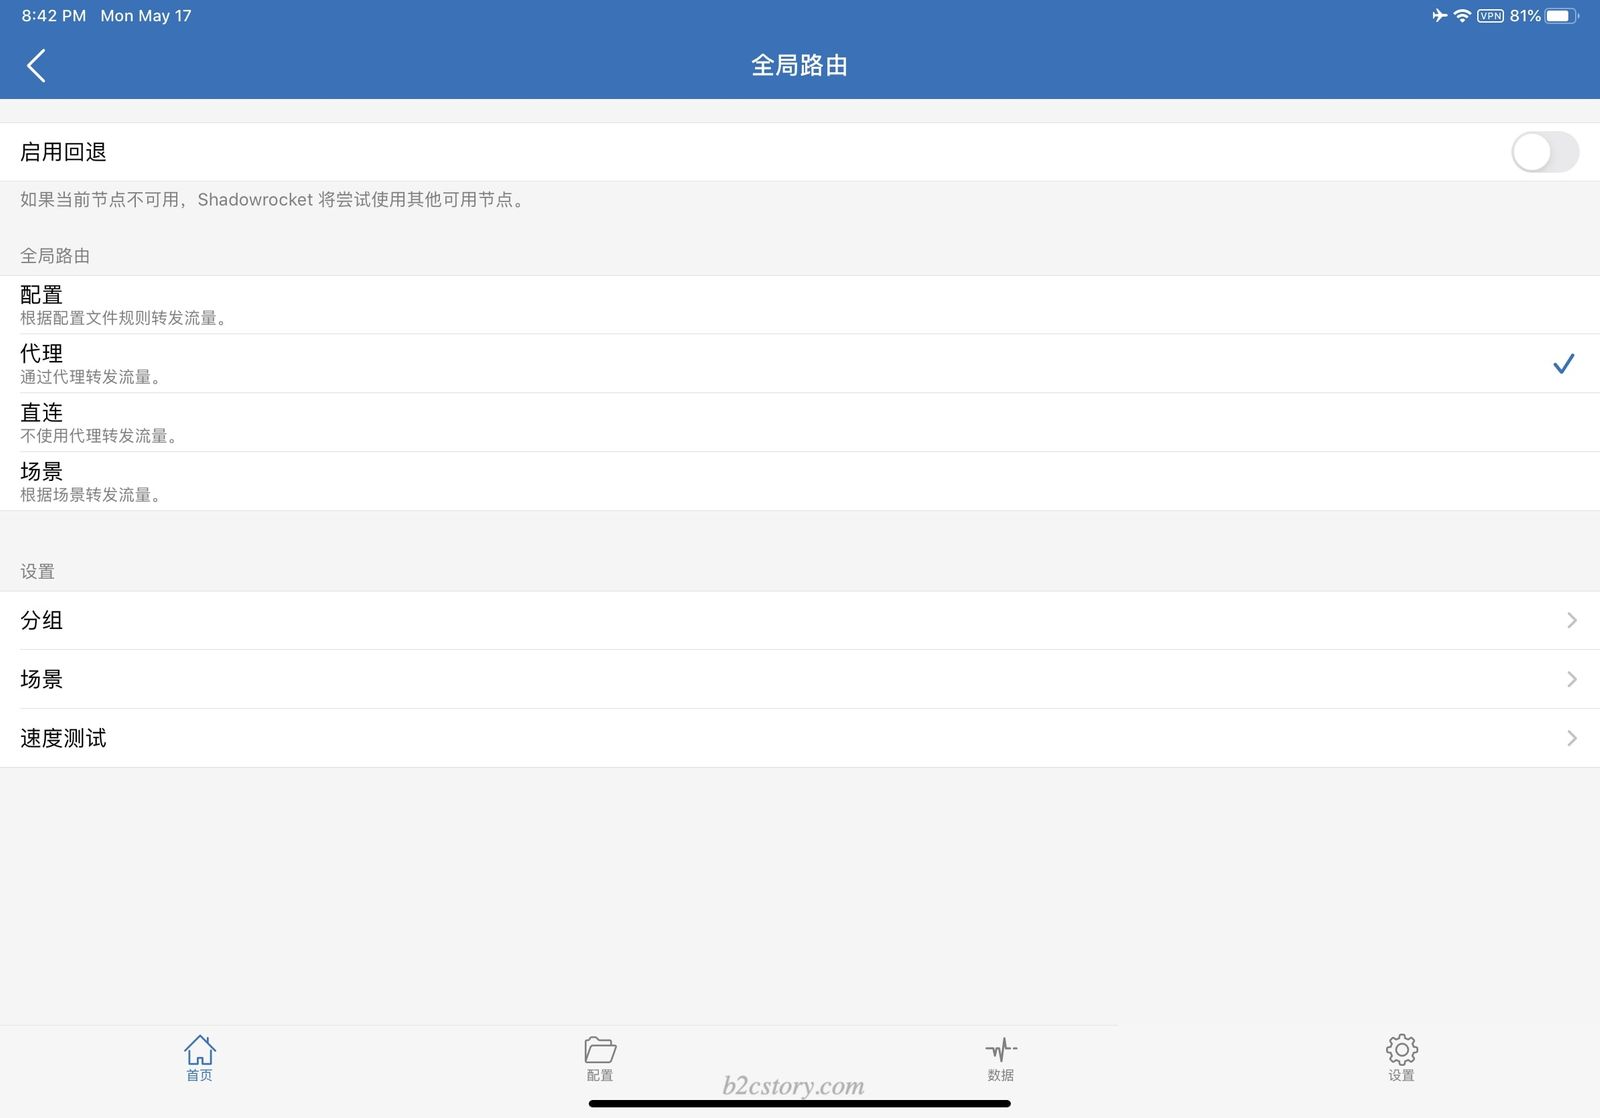 8:42 PM Mon May 17
VPN 81%
全局路由
启用回退
如果当前节点不可用，Shadowrocket 将尝试使用其他可用节点。
全局路由
配置
根据配置文件规则转发流量。
代理
通过代理转发流量。
直连
不使用代理转发流量。
场景
根据场景转发流量。
设置
分组
场景
速度测试
首页
配置
数据
设置
b2cstory.com